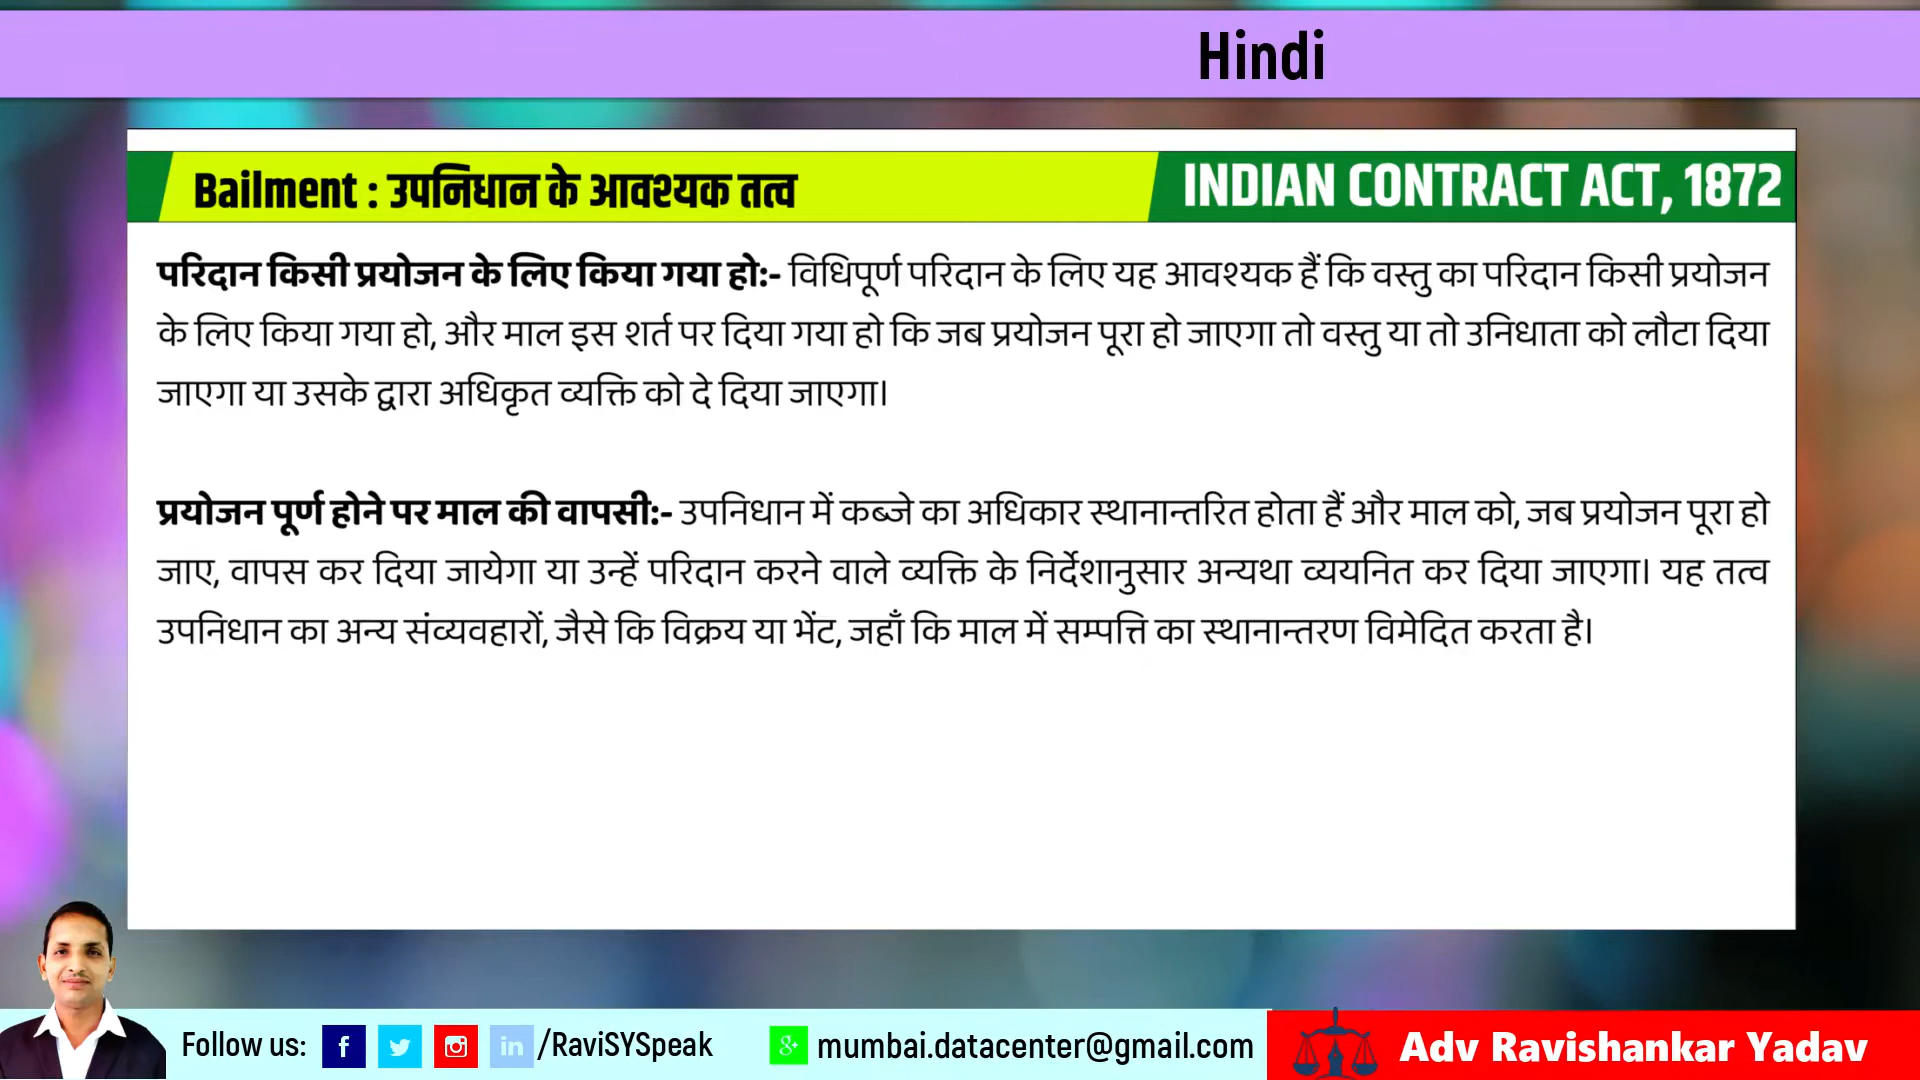 Hindi
Bailment : उपनिधान के आवश्यक तत्व
INDIAN CONTRACT ACT, 1872
परिदान किसी प्रयोजन के लिए किया गया हो:- विधिपूर्ण परिदान के लिए यह आवश्यक हैं कि वस्तु का परिदान किसी प्रयोजन
के लिए किया गया हो, और माल इस शर्त पर दिया गया हो कि जब प्रयोजन पूरा हो जाएगा तो वस्तु या तो उनिधाता को लौटा दिया
जाएगा या उसके द्वारा अधिकृत व्यक्ति को दे दिया जाएगा।
प्रयोजन पूर्ण होने पर माल की वापसी:- उपनिधान में कब्जे का अधिकार स्थानान्तरित होता हैं और माल को, जब प्रयोजन पूरा हो
जाए, वापस कर दिया जायेगा या उन्हें परिदान करने वाले व्यक्ति के निर्देशानुसार अन्यथा व्ययनित कर दिया जाएगा। यह तत्व
उपनिधान का अन्य संव्यवहारों, जैसे कि विक्रय या भेंट, जहाँ कि माल में सम्पत्ति का स्थानान्तरण विमेदित करता है।
Follow us: f in /RaviSYSpeak g+ mumbai.datacenter@gmail.com
Adv Ravishankar Yadav